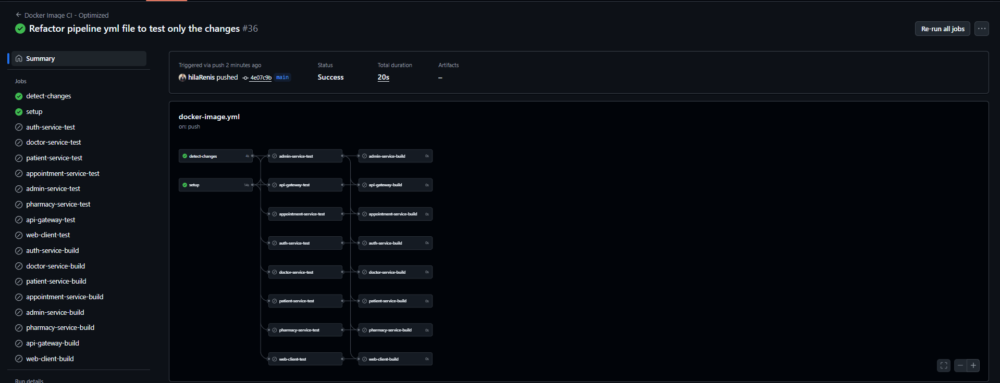 Docker Image CI - Optimized
Refactor pipeline yml file to test only the changes #36
Re-run all jobs
Summary
Jobs
detect-changes
setup
auth-service-test
doctor-service-test
patient-service-test
appointment-service-test
admin-service-test
pharmacy-service-test
api-gateway-test
web-client-test
auth-service-build
doctor-service-build
patient-service-build
appointment-service-build
admin-service-build
pharmacy-service-build
api-gateway-build
web-client-build
Run details
Triggered via push 2 minutes ago
hilaRenis pushed 4e07c9b main
Status
Success
Total duration
20s
Artifacts
–
docker-image.yml
on: push
detect-changes 4s
setup 14s
admin-service-test
api-gateway-test
appointment-service-test
auth-service-test
doctor-service-test
patient-service-test
pharmacy-service-test
web-client-test
admin-service-build 0s
api-gateway-build 0s
appointment-service-build 0s
auth-service-build 0s
doctor-service-build 0s
patient-service-build 0s
pharmacy-service-build 0s
web-client-build 0s